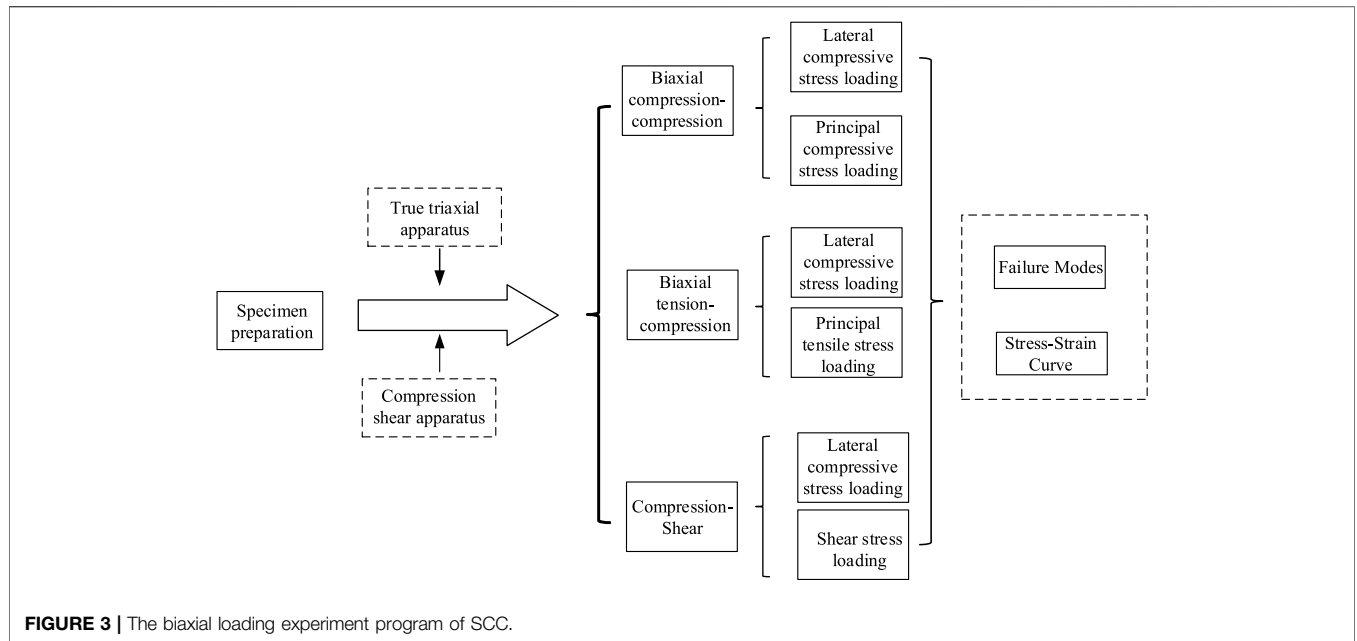 Specimen
preparation
True triaxial
apparatus
Compression
shear apparatus
Biaxial
compression-
compression
Lateral
compressive
stress loading
Principal
compressive
stress loading
Biaxial
tension-
compression
Lateral
compressive
stress loading
Principal
tensile stress
loading
Compression-
Shear
Lateral
compressive
stress loading
Shear stress
loading
Failure Modes
Stress-Strain
Curve
FIGURE 3 | The biaxial loading experiment program of SCC.